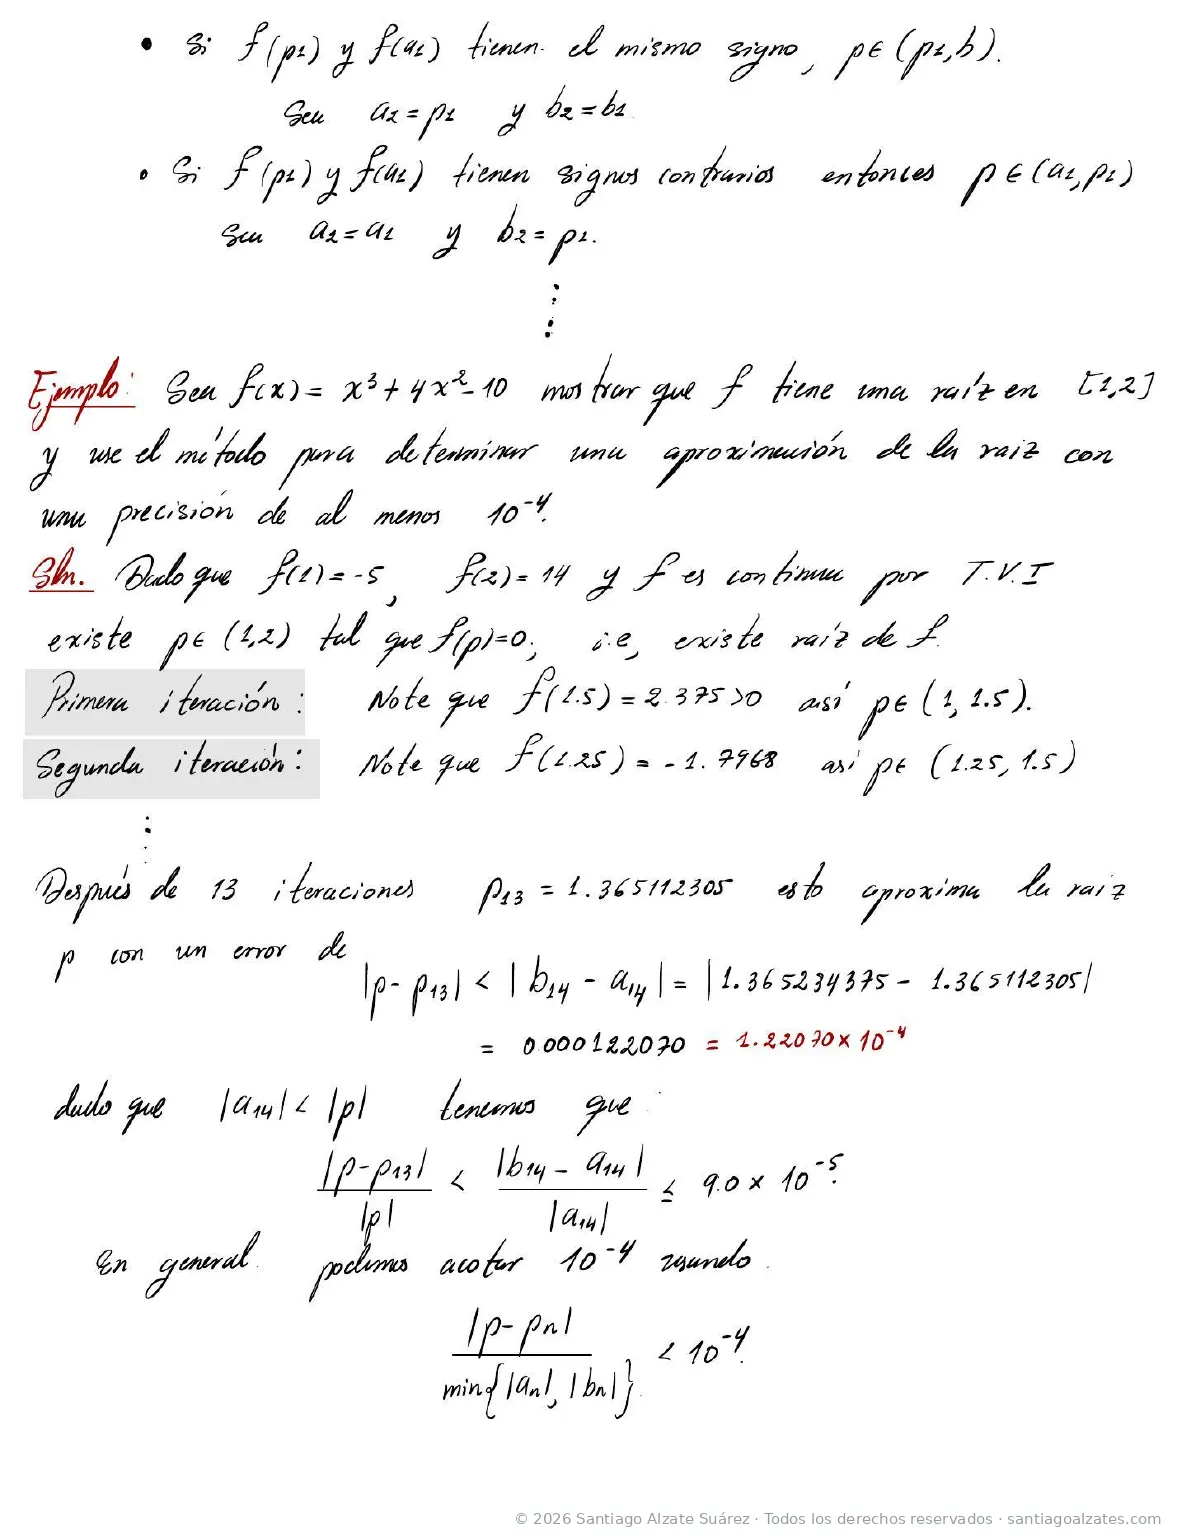 • Si f(p1) y f(a1) tienen el mismo signo, p∈(p1,b).
Sea a2=p1 y b2=b1
• Si f(p1) y f(a1) tienen signos contrarios entonces p∈(a1,p1)
Sea a2=a1 y b2=p1.
⋮
Ejemplo: Sea f(x)= x³+4x²-10 mostrar que f tiene una raíz en [1,2]
y use el método para determinar una aproximación de la raiz con
una precisión de al menos 10⁻⁴.
Sln. Dado que f(1)=-5, f(2)=14 y f es continua por T.V.I
existe p∈(1,2) tal que f(p)=0; i.e, existe raíz de f.
Primera iteración: Note que f(1.5)=2.375>0 así p∈(1,1.5).
Segunda iteración: Note que f(1.25)=-1.7968 así p∈(1.25,1.5)
⋮
Después de 13 iteraciones p13=1.365112305 esto aproxima la raiz
p con un error de
|p-p13| < |b14-a14| = |1.365234375-1.365112305|
= 0.000122070 = 1.22070×10⁻⁴
dado que |a14|<|p| tenemos que
|p-p13|/|p| < |b14-a14|/|a14| ≤ 9.0×10⁻⁵.
En general podemos acotar 10⁻⁴ usando
|p-pn|/min{|an|,|bn|} < 10⁻⁴.
© 2026 Santiago Alzate Suárez · Todos los derechos reservados · santiagoalzates.com